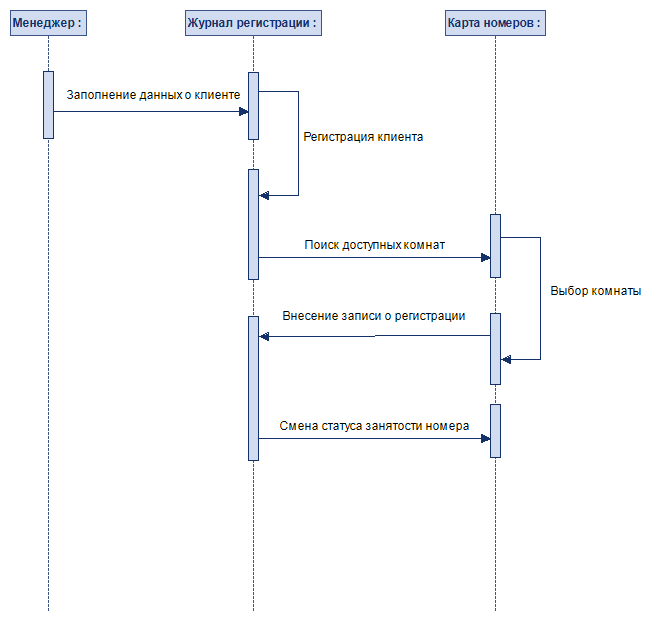 Менеджер :
Журнал регистрации :
Карта номеров :
Заполнение данных о клиенте
Регистрация клиента
Поиск доступных комнат
Выбор комнаты
Внесение записи о регистрации
Смена статуса занятости номера